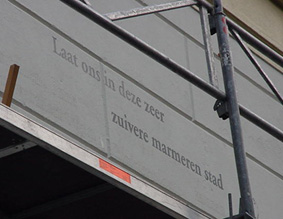 Laat ons in deze zeer
zuivere marmeren stad